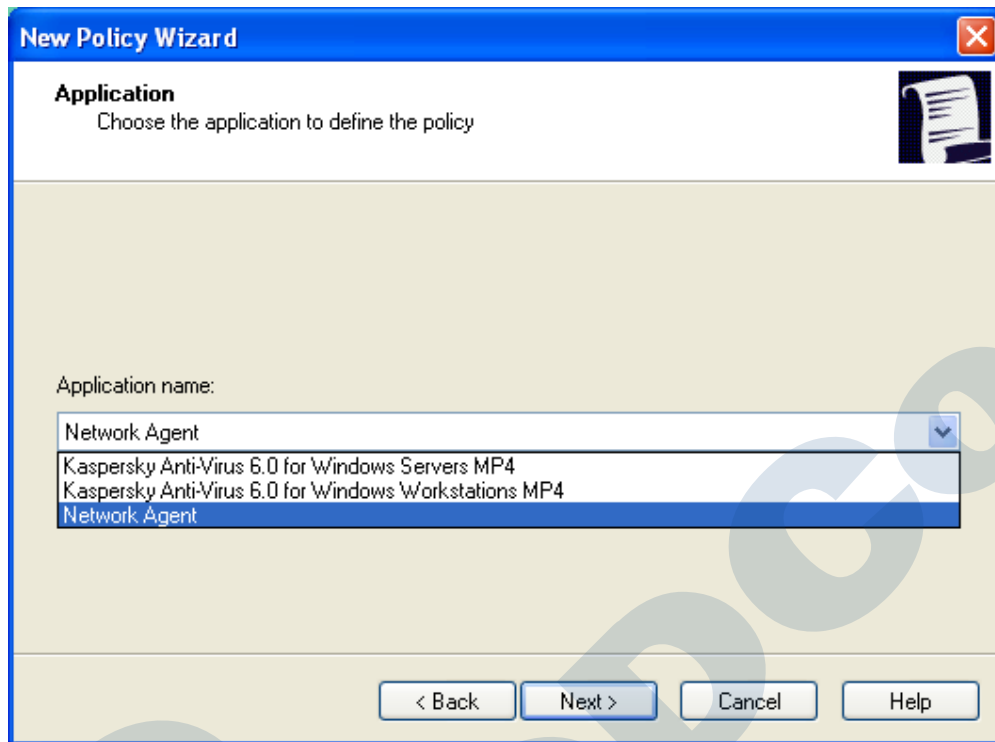 New Policy Wizard
Application
Choose the application to define the policy
Application name:
Network Agent
Kaspersky Anti-Virus 6.0 for Windows Servers MP4
Kaspersky Anti-Virus 6.0 for Windows Workstations MP4
Network Agent
< Back Next > Cancel Help